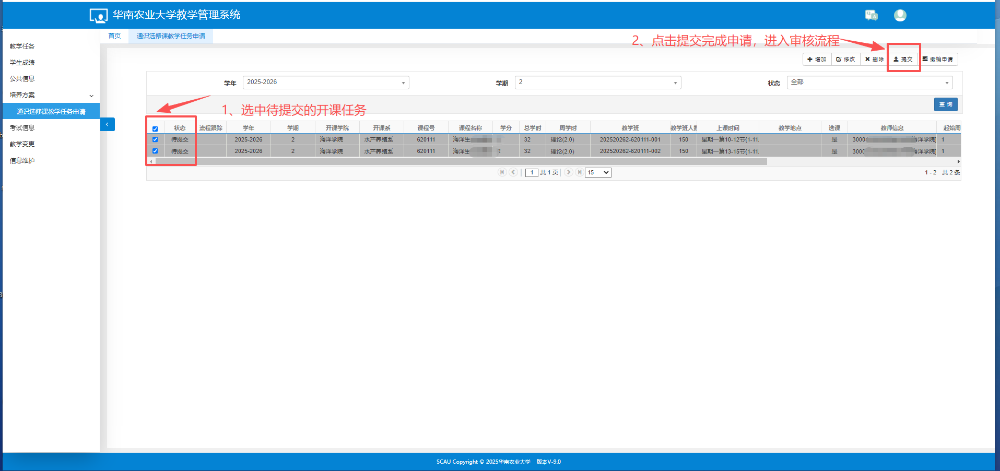 华南农业大学教学管理系统
首页 通识选修课教学任务申请
2、点击提交完成申请，进入审核流程
教学任务
学生成绩
公共信息
培养方案
通识选修课教学任务申请
考试信息
教学变更
信息维护
增加 修改 删除 提交 撤销申请
学年 2025-2026 学期 2 状态 全部
查 询
1、选中待提交的开课任务
状态 流程跟踪 学年 学期 开课学院 开课系 课程号 课程名称 学分 总学时 周学时 教学班 教学班人数 上课时间 教学地点 选课 教师信息 起始周
待提交 2025-2026 2 海洋学院 水产养殖系 620111 海洋生 32 理论(2.0) 202520262-620111-001 150 星期一第10-12节{1-11 是 3000 海洋学院] 1
待提交 2025-2026 2 海洋学院 水产养殖系 620111 海洋生 2 32 理论(2.0) 202520262-620111-002 150 星期一第13-15节{1-11 是 3000 海洋学院] 1
1 共 1 页 15
1 - 2 共 2 条
SCAU Copyright © 2025华南农业大学 版本V-9.0